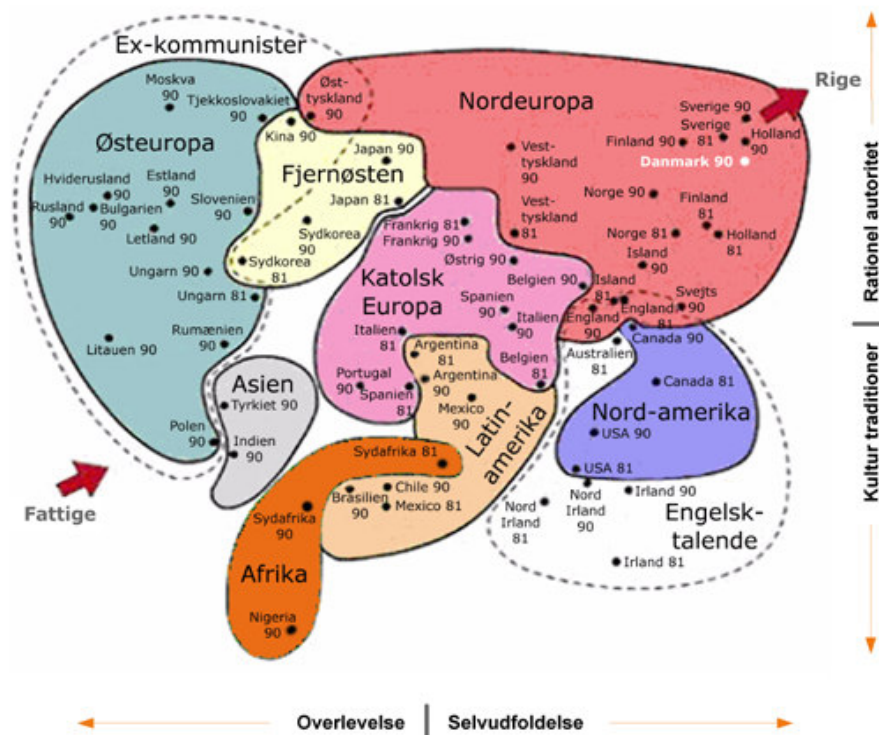 Ex-kommunister
Moskva
90
Tjekkoslovakiet
90
Øst-
tyskland
90
Nordeuropa
Rige
Sverige 90
Sverige
81
Holland
90
Finland 90
Danmark 90
Østeuropa
Kina 90
Japan 90
Fjernøsten
Japan 81
Vest-
tyskland
90
Norge 90
Finland
81
Hviderusland
90
Estland
90
Slovenien
90
Rusland
90
Bulgarien
90
Letland 90
Sydkorea
90
Vest-
tyskland
81
Norge 81
Holland
81
Frankrig 81
Frankrig 90
Island
90
Ungarn 90
Sydkorea
81
Østrig 90
Katolsk
Europa
Belgien 90
Island
81
Ungarn 81
Spanien
90
England
81
Svejts
90
Rumænien
90
Italien
81
Italien
90
England
90
Canada 90
Litauen 90
Argentina
81
Belgien
81
Australien
81
Asien
Portugal
90
Spanien
81
Argentina
90
Canada 81
Tyrkiet 90
Mexico
90
Nord-amerika
Polen
90
Indien
90
Latin-
amerika
USA 90
Sydafrika 81
USA 81
Fattige
Sydafrika
90
Brasilien
90
Chile 90
Mexico 81
Nord
Irland
81
Nord
Irland
90
Irland 90
Engelsk-
talende
Afrika
Irland 81
Nigeria
90
Rationel autoritet
Kultur traditioner
Overlevelse | Selvudfoldelse